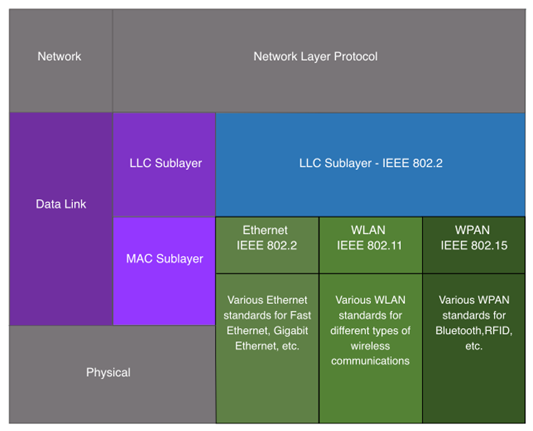 Network
Network Layer Protocol
Data Link
LLC Sublayer
LLC Sublayer - IEEE 802.2
MAC Sublayer
Ethernet
IEEE 802.2
WLAN
IEEE 802.11
WPAN
IEEE 802.15
Various Ethernet
standards for Fast
Ethernet, Gigabit
Ethernet, etc.
Various WLAN
standards for
different types of
wireless
communications
Various WPAN
standards for
Bluetooth,RFID,
etc.
Physical